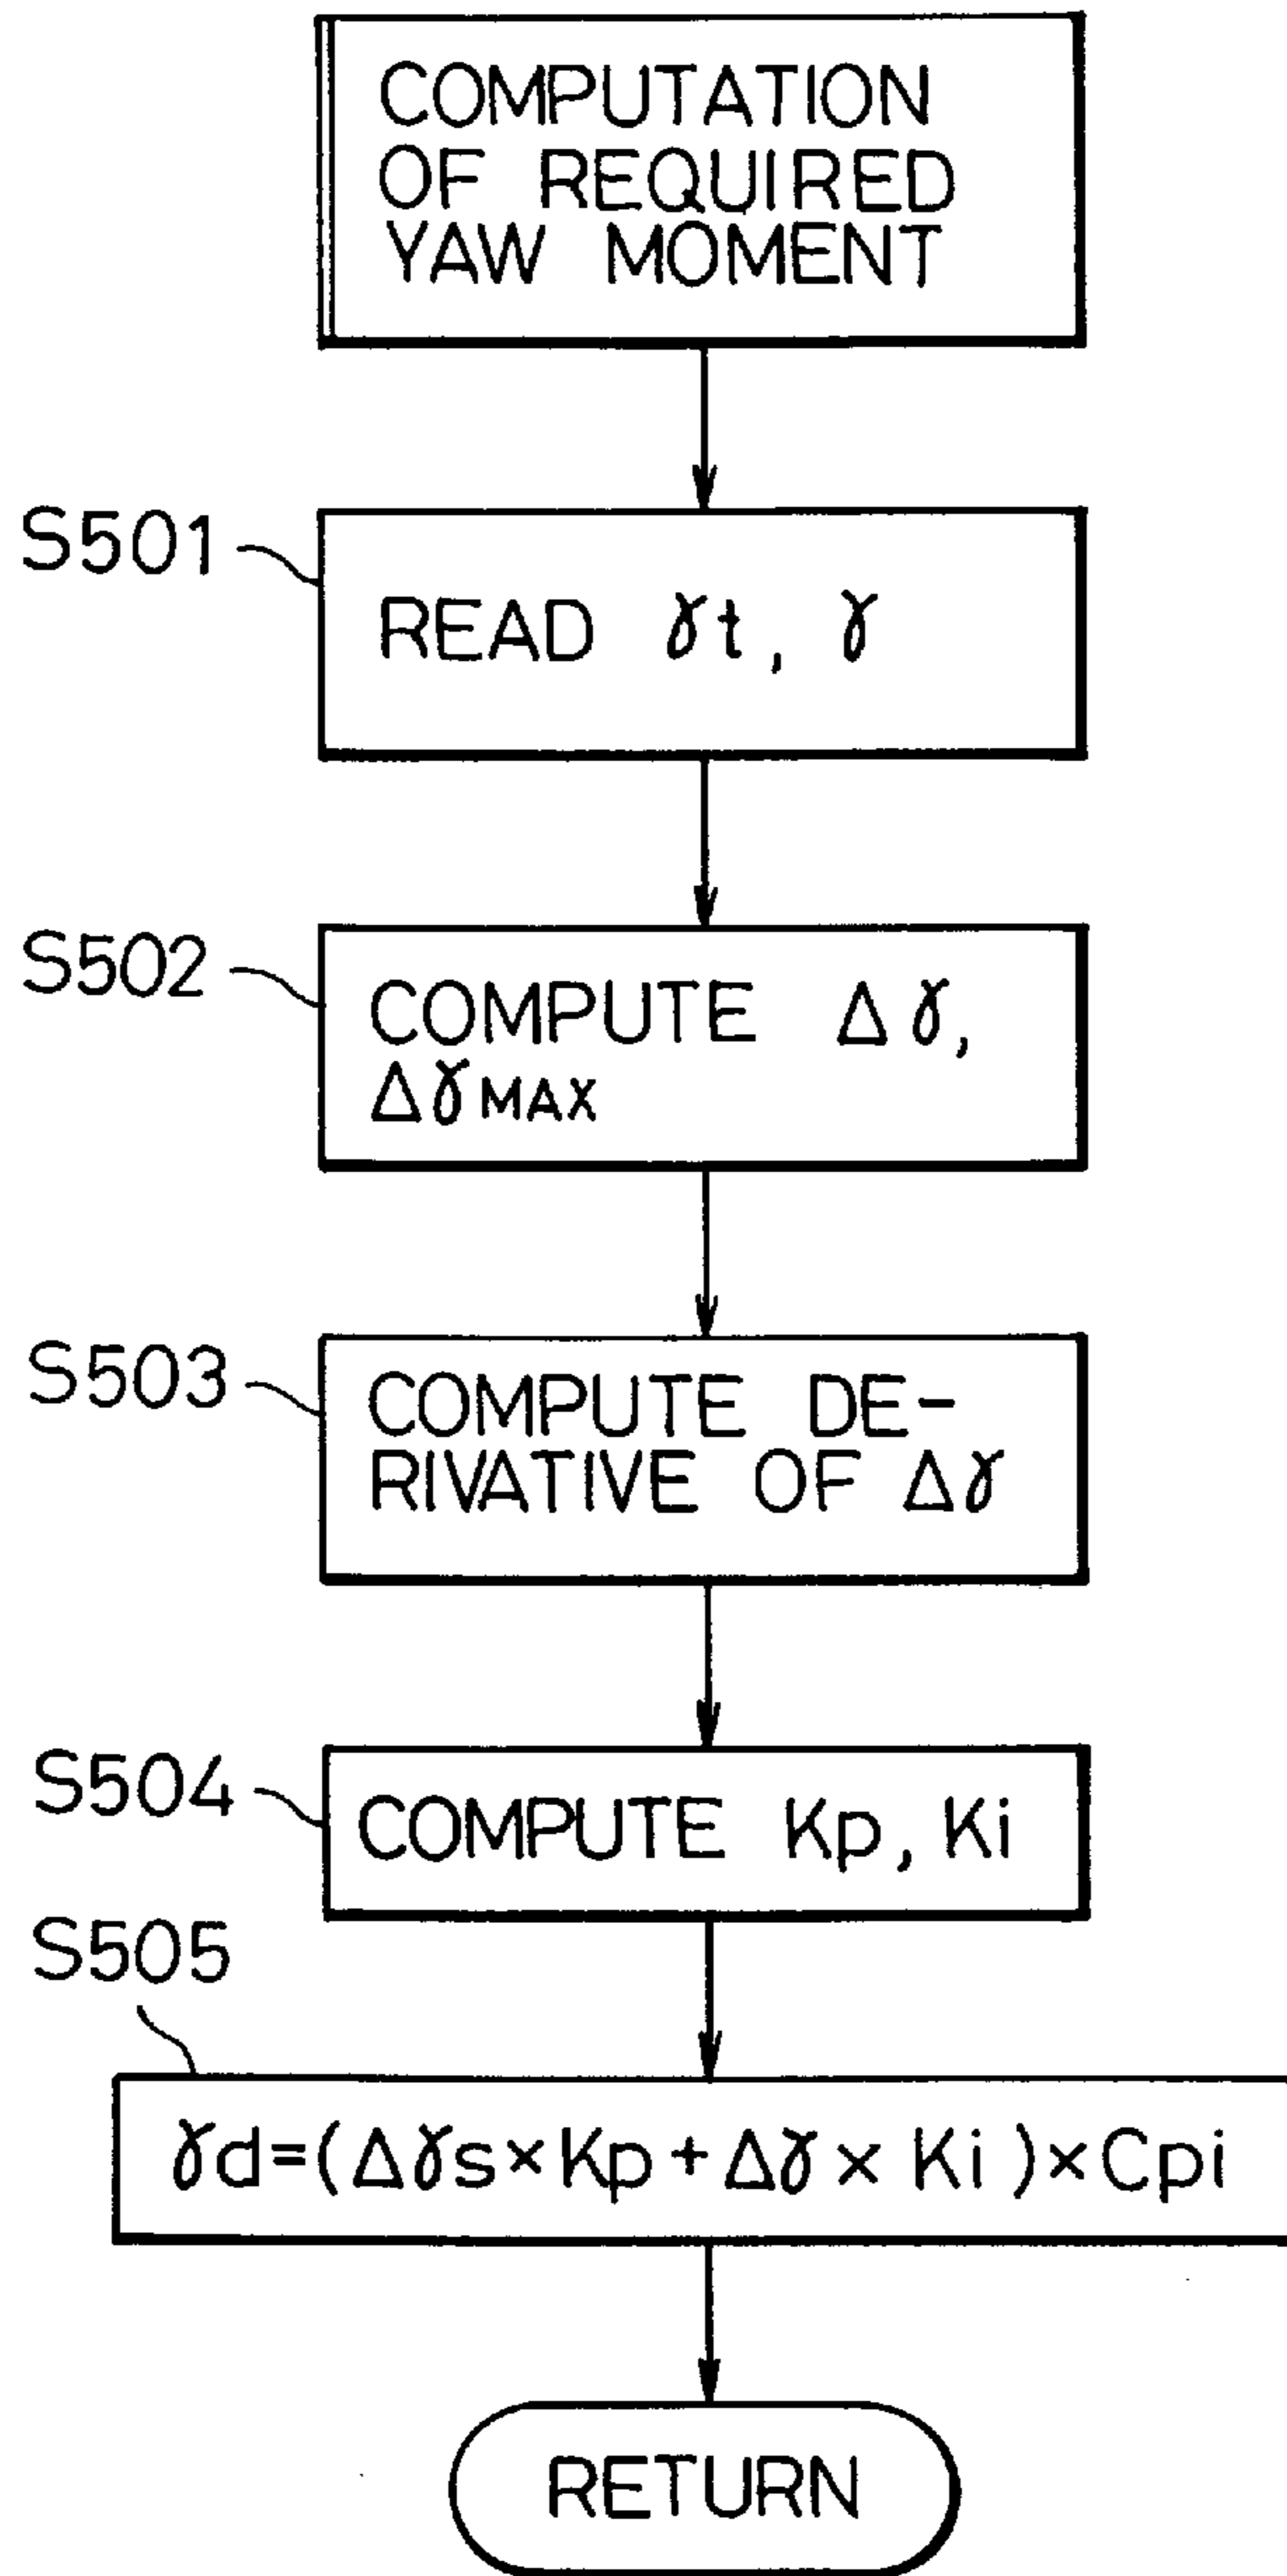 COMPUTATION
OF REQUIRED
YAW MOMENT
S501
READ γt, γ
S502
COMPUTE Δγ,
ΔγMAX
S503
COMPUTE DE-
RIVATIVE OF Δγ
S504
COMPUTE Kp, Ki
S505
γd=(Δγs×Kp+Δγ×Ki)×Cpi
RETURN